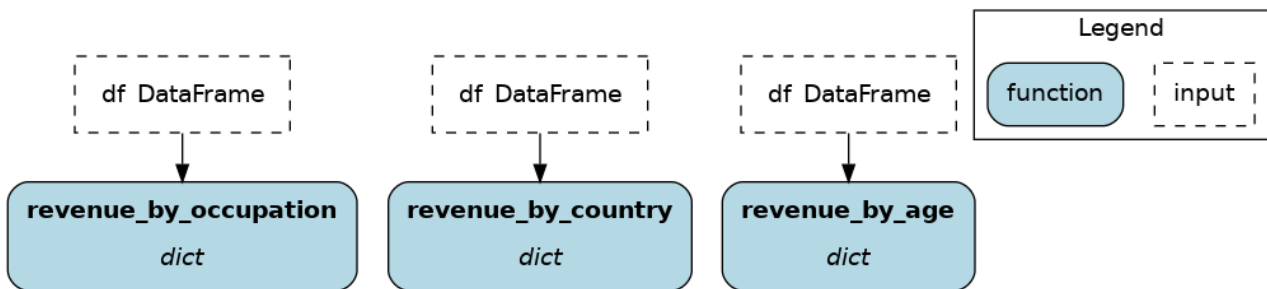 Legend
df DataFrame
df DataFrame
df DataFrame
function
input
revenue_by_occupation
dict
revenue_by_country
dict
revenue_by_age
dict